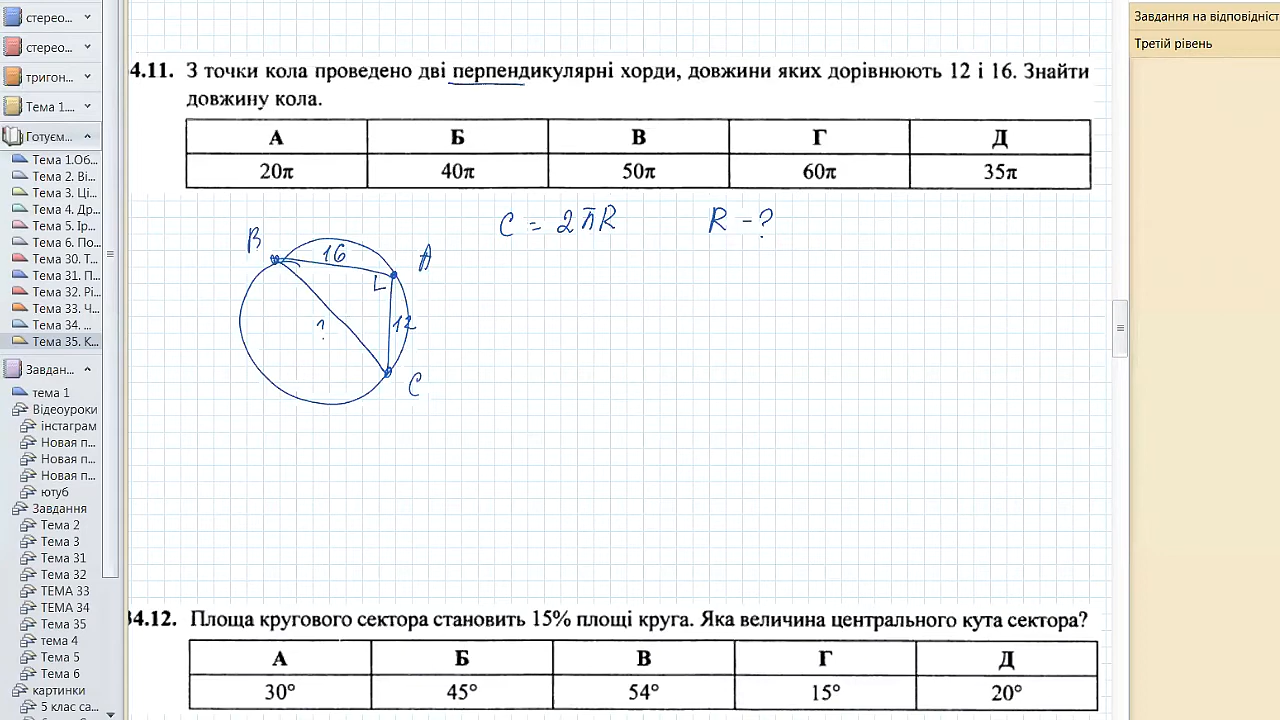 стерео...
стерео...
тригон...
Тема 1....
Готуєм...
Тема 1.Об...
Тема 2. Ві...
Тема 3. Ці...
Тема 4. Др...
Тема 5. Ір...
Тема 6. По...
Тема 30. Т...
Тема 31. П...
Тема 32. Рі...
Тема 33. Ч...
Тема 34. ...
Тема 35. К...
Завдан...
тема 1
Відеоуроки
інстаграм
Новая п...
Новая п...
Новая п...
ютуб
Завдання
Тема 2
Тема 3
Тема 31
Тема 32
ТЕМА 33
ТЕМА 34
Тема 35
тема 4
Тема 5
Тема 6
картинки
5 клас са...
4.11. З точки кола проведено дві перпендикулярні хорди, довжини яких дорівнюють 12 і 16. Знайти
довжину кола.
А Б В Г Д
20π 40π 50π 60π 35π
C = 2πR R - ?
B 16 A
? 12
C
34.12. Площа кругового сектора становить 15% площі круга. Яка величина центрального кута сектора?
А Б В Г Д
30° 45° 54° 15° 20°
Завдання на відповідніст
Третій рівень